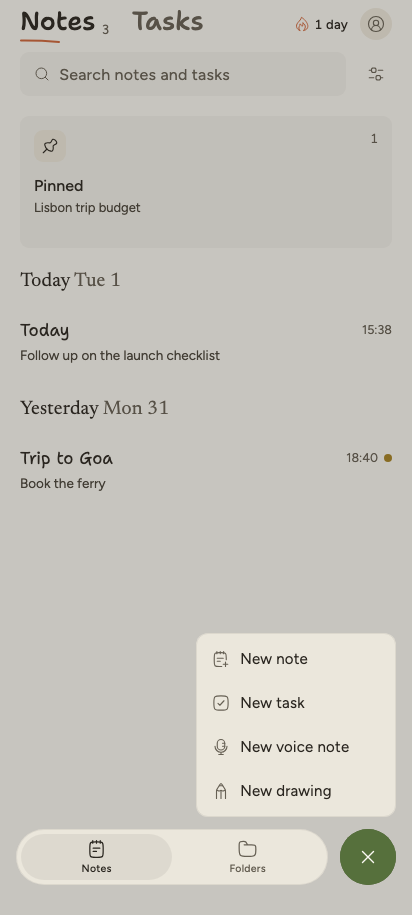 Notes 3 Tasks 1 day
Search notes and tasks
1
Pinned
Lisbon trip budget
Today Tue 1
Today 15:38
Follow up on the launch checklist
Yesterday Mon 31
Trip to Goa 18:40
Book the ferry
New note
New task
New voice note
New drawing
Notes Folders